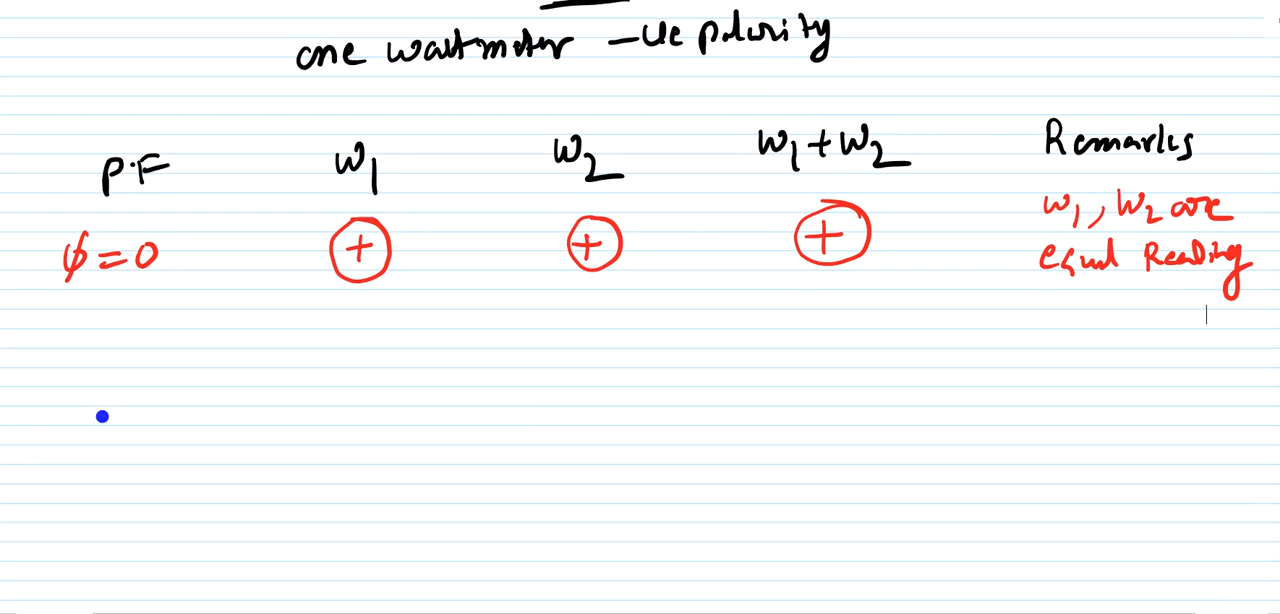 one wattmeter -ve polarity
P.F W1 W2 W1+W2 Remarks
ϕ=0 + + + W1, W2 are
equal Reading